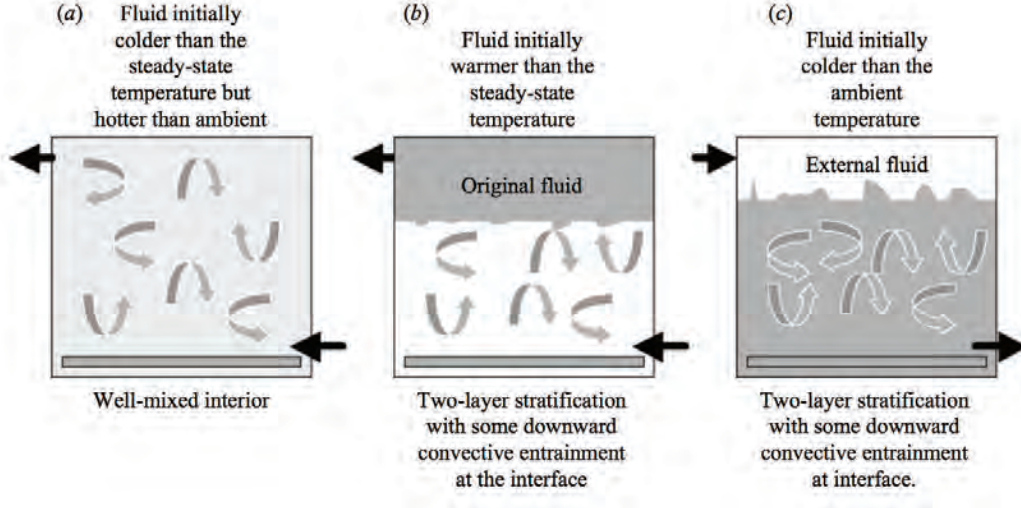 (a) Fluid initially
colder than the
steady-state
temperature but
hotter than ambient
Well-mixed interior
(b)
Fluid initially
warmer than the
steady-state
temperature
Original fluid
Two-layer stratification
with some downward
convective entrainment
at the interface
(c)
Fluid initially
colder than the
ambient
temperature
External fluid
Two-layer stratification
with some downward
convective entrainment
at interface.